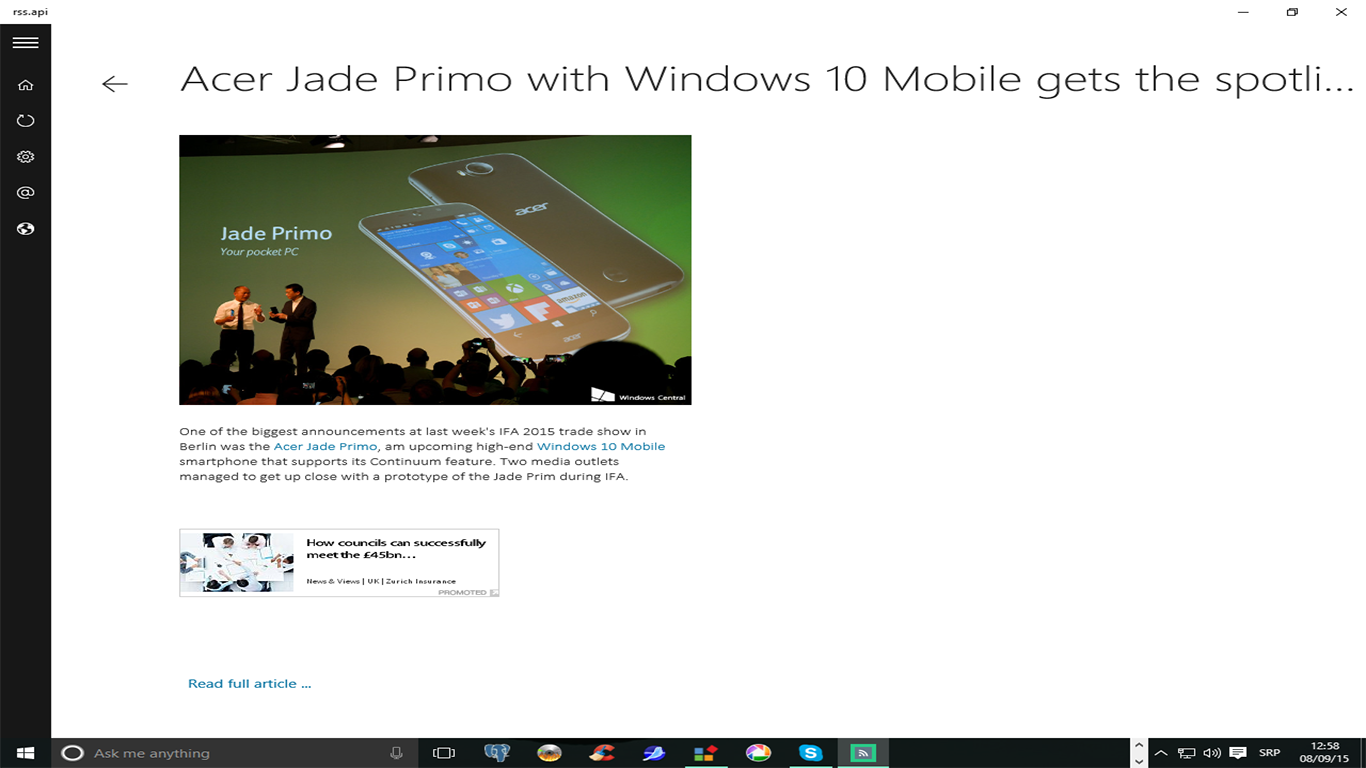 rss.api
Acer Jade Primo with Windows 10 Mobile gets the spotli...
Jade Primo
Your pocket PC
acer
amazon
acer
Windows Central
One of the biggest announcements at last week's IFA 2015 trade show in
Berlin was the Acer Jade Primo, am upcoming high-end Windows 10 Mobile
smartphone that supports its Continuum feature. Two media outlets
managed to get up close with a prototype of the Jade Prim during IFA.
How councils can successfully
meet the £45bn...
News & Views | UK | Zurich Insurance
PROMOTED
Read full article ...
Ask me anything
SRP
12:58
08/09/15